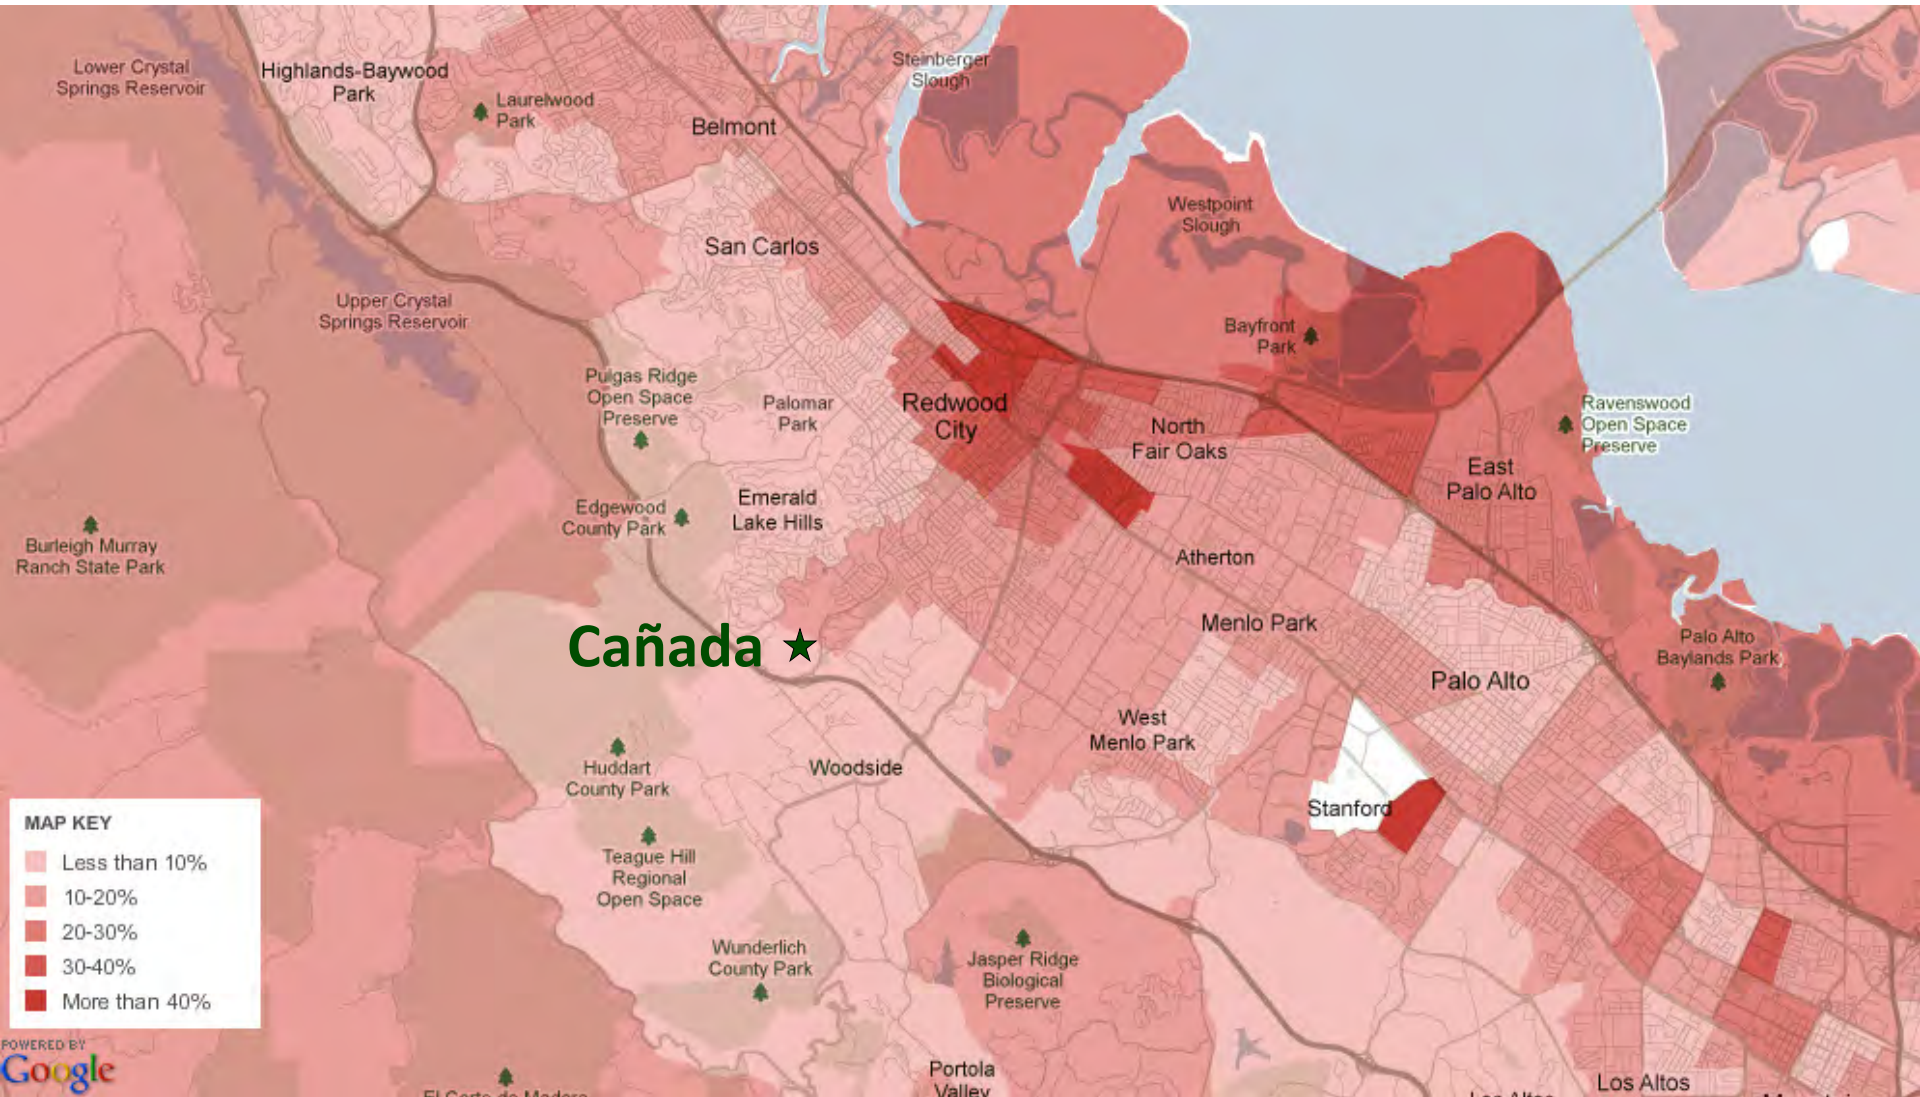 Lower Crystal
Springs Reservoir
Highlands-Baywood
Park
Laurelwood
Park
Belmont
Steinberger
Slough
Westpoint
Slough
San Carlos
Upper Crystal
Springs Reservoir
Bayfront
Park
Pulgas Ridge
Open Space
Preserve
Palomar
Park
Redwood
City
North
Fair Oaks
Ravenswood
Open Space
Preserve
East
Palo Alto
Edgewood
County Park
Emerald
Lake Hills
Burleigh Murray
Ranch State Park
Atherton
Menlo Park
Cañada
Palo Alto
Baylands Park
Palo Alto
West
Menlo Park
Huddart
County Park
Woodside
Stanford
MAP KEY
Less than 10%
10-20%
20-30%
30-40%
More than 40%
Teague Hill
Regional
Open Space
Wunderlich
County Park
Jasper Ridge
Biological
Preserve
POWERED BY
Google
Portola
Valley
Los Altos